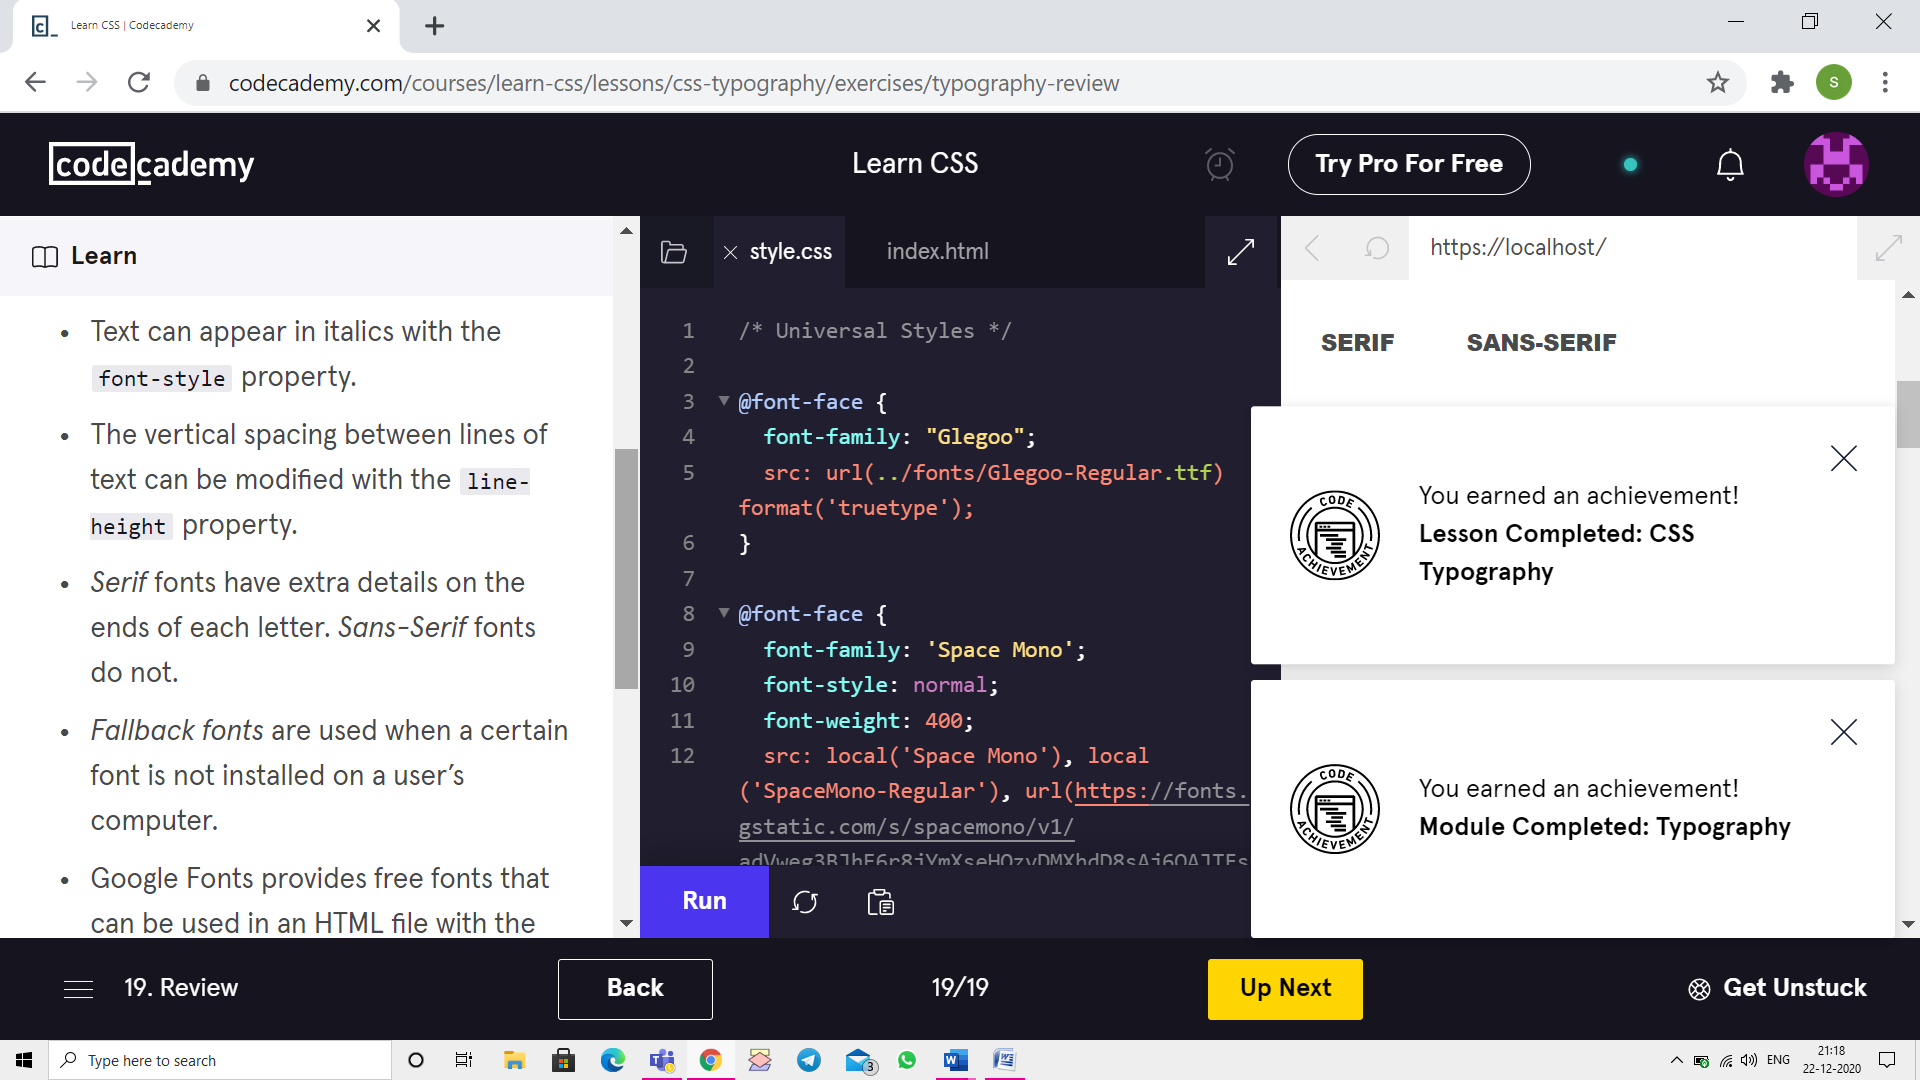 Learn CSS | Codecademy
codecademy.com/courses/learn-css/lessons/css-typography/exercises/typography-review
S
codecademy
Learn CSS
Try Pro For Free
Learn
Text can appear in italics with the
font-style property.
The vertical spacing between lines of
text can be modified with the line-
height property.
Serif fonts have extra details on the
ends of each letter. Sans-Serif fonts
do not.
Fallback fonts are used when a certain
font is not installed on a user’s
computer.
Google Fonts provides free fonts that
can be used in an HTML file with the
style.css
index.html
1 /* Universal Styles */
2
3 @font-face {
4 font-family: "Glegoo";
5 src: url(../fonts/Glegoo-Regular.ttf)
format('truetype');
6 }
7
8 @font-face {
9 font-family: 'Space Mono';
10 font-style: normal;
11 font-weight: 400;
12 src: local('Space Mono'), local
('SpaceMono-Regular'), url(https://fonts.
gstatic.com/s/spacemono/v1/
https://localhost/
SERIF SANS-SERIF
CODE
ACHIEVEMENT
You earned an achievement!
Lesson Completed: CSS
Typography
CODE
ACHIEVEMENT
You earned an achievement!
Module Completed: Typography
Run
19. Review
Back
19/19
Up Next
Get Unstuck
Type here to search
3
ENG
21:18
22-12-2020